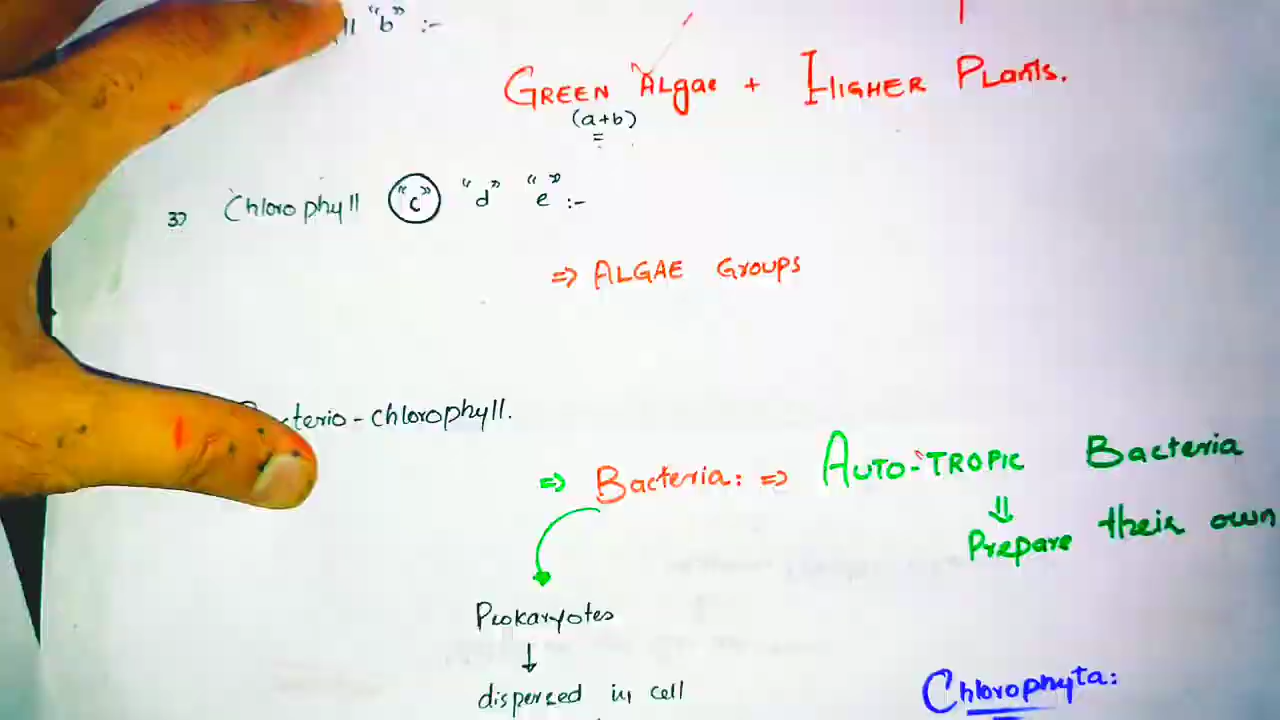 "b" :-
GREEN Algae + HIGHER Plants.
(a+b)
3) Chlorophyll "c" "d" "e" :-
⇒ ALGAE Groups
cterio-chlorophyll.
⇒ Bacteria: ⇒ AUTO-TROPIC Bacteria
⇓
Prepare their own
Prokaryotes
↓
dispersed in cell
Chlorophyta: